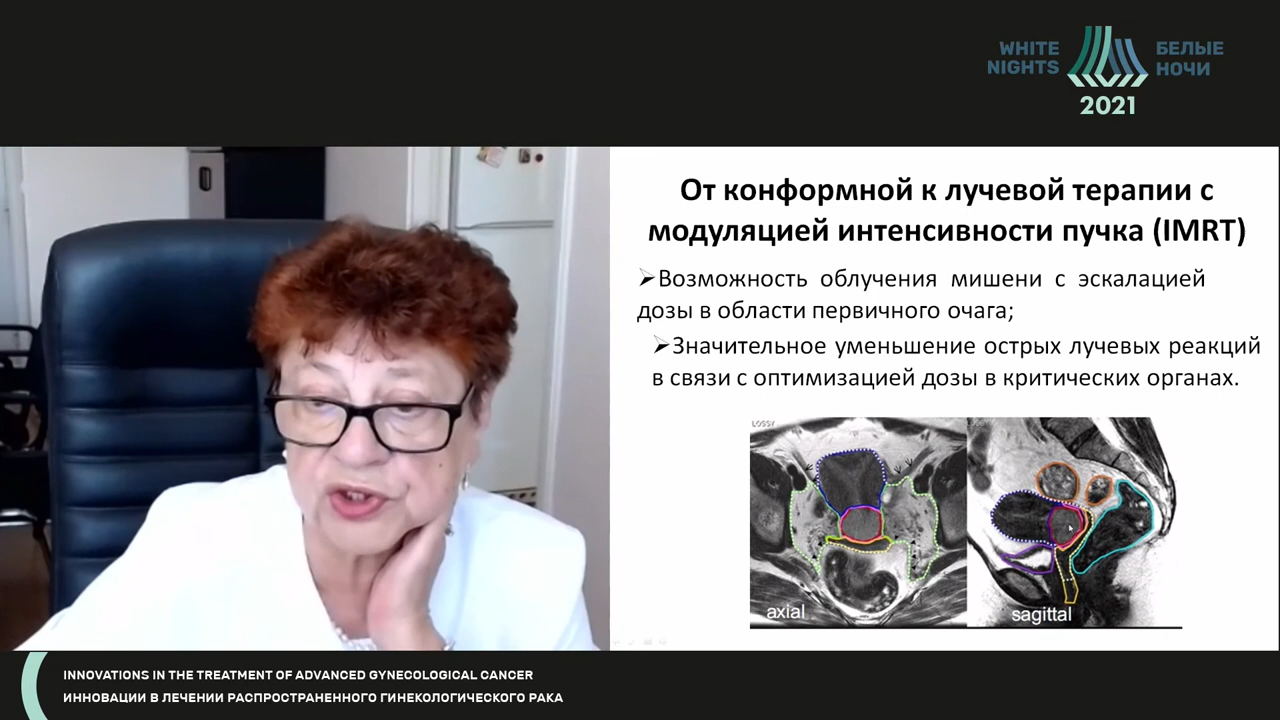 WHITE
NIGHTS
БЕЛЫЕ
НОЧИ
2021
От конформной к лучевой терапии с
модуляцией интенсивности пучка (IMRT)
➢Возможность облучения мишени с эскалацией
дозы в области первичного очага;
➢Значительное уменьшение острых лучевых реакций
в связи с оптимизацией дозы в критических органах.
LOSSY
axial
sagittal
INNOVATIONS IN THE TREATMENT OF ADVANCED GYNECOLOGICAL CANCER
ИННОВАЦИИ В ЛЕЧЕНИИ РАСПРОСТРАНЕННОГО ГИНЕКОЛОГИЧЕСКОГО РАКА